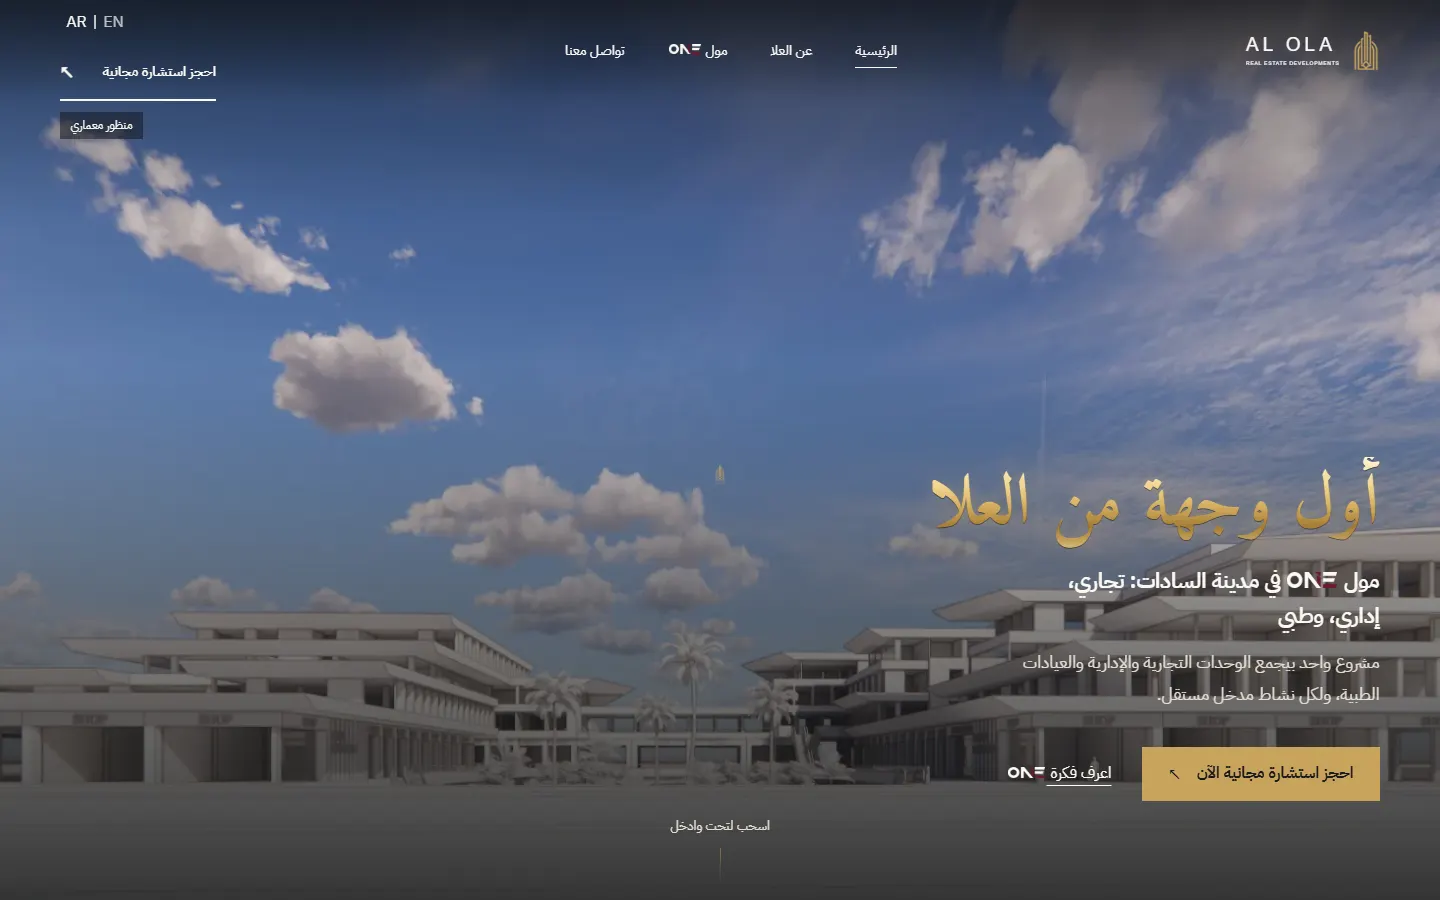 AL OLA
REAL ESTATE DEVELOPMENTS
الرئيسية
عن العلا
مول ONE
تواصل معنا
AR | EN
احجز استشارة مجانية ↖
منظور معماري
أول وجهة من العلا
مول ONE في مدينة السادات: تجاري،
إداري، وطبي
مشروع واحد بيجمع الوحدات التجارية والإدارية والعيادات
الطبية، ولكل نشاط مدخل مستقل.
احجز استشارة مجانية الآن ↖
اعرف فكرة ONE
اسحب لتحت وادخل